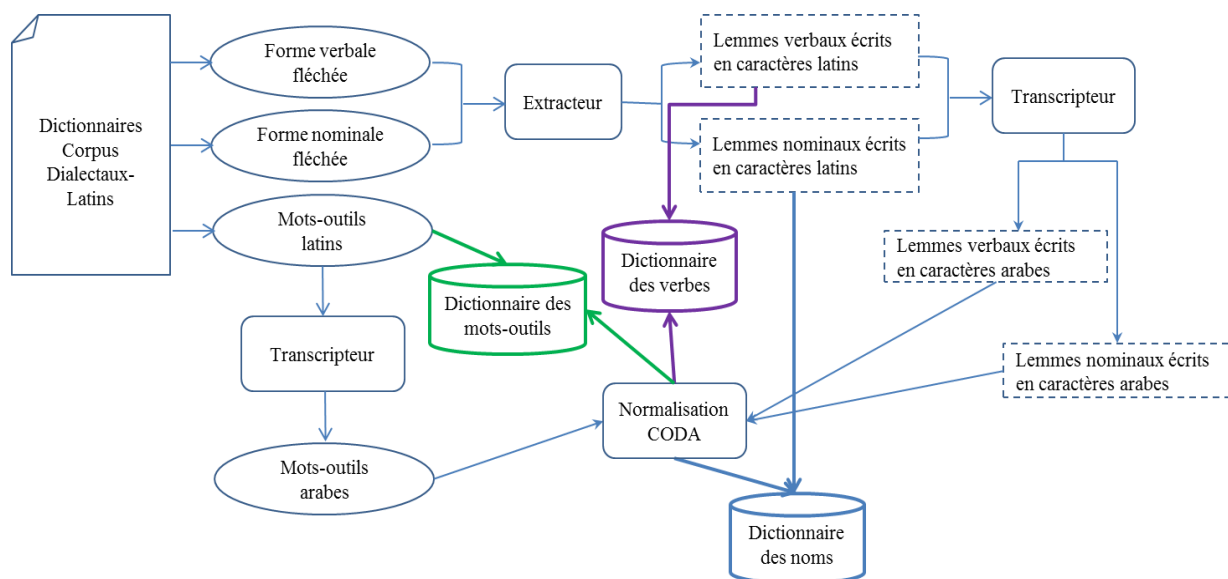 Dictionnaires
Corpus
Dialectaux-
Latins
Forme verbale
fléchée
Forme nominale
fléchée
Mots-outils
latins
Extracteur
Lemmes verbaux écrits
en caractères latins
Lemmes nominaux écrits
en caractères latins
Transcripteur
Dictionnaire
des verbes
Lemmes verbaux écrits
en caractères arabes
Dictionnaire des
mots-outils
Transcripteur
Lemmes nominaux écrits
en caractères arabes
Normalisation
CODA
Mots-outils
arabes
Dictionnaire
des noms